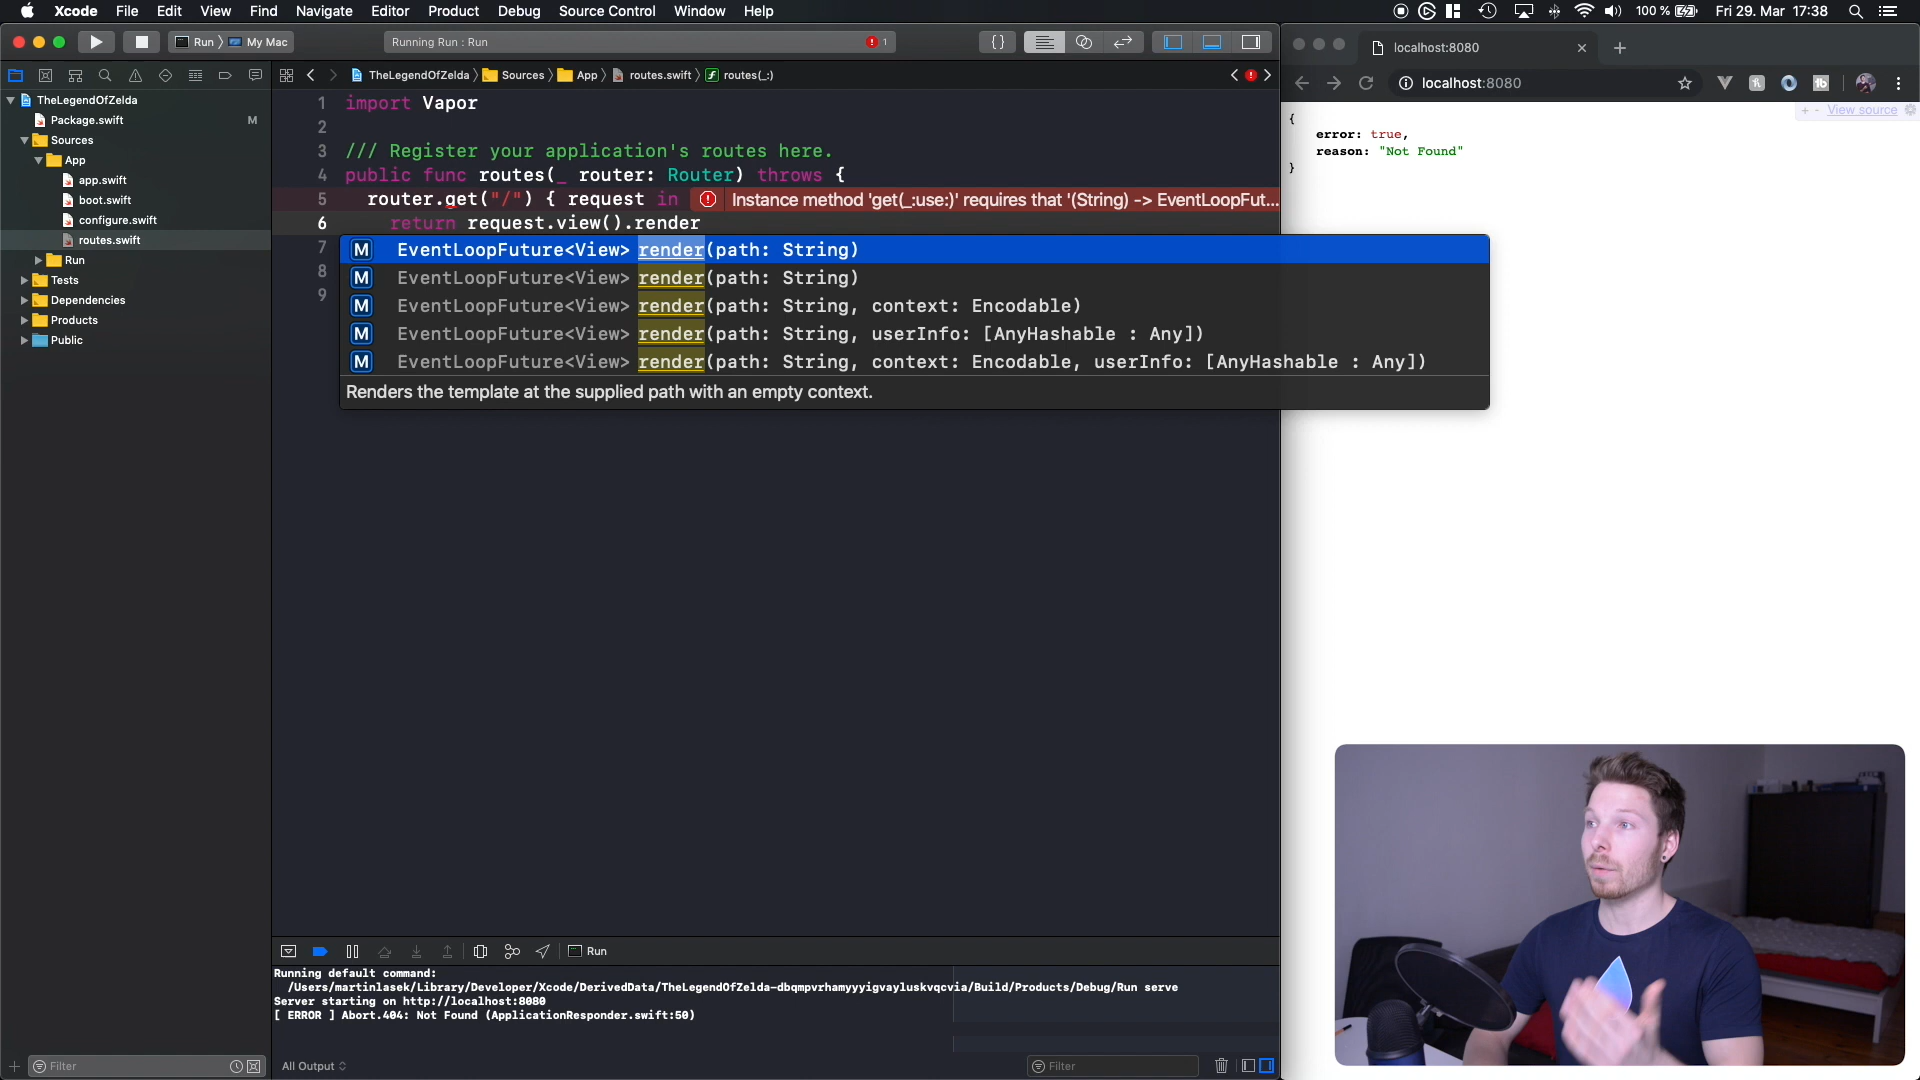 Xcode File Edit View Find Navigate Editor Product Debug Source Control Window Help
100 % Fri 29. Mar 17:38
Run My Mac
Running Run : Run
1
localhost:8080
localhost:8080
TheLegendOfZelda
Package.swift M
Sources
App
app.swift
boot.swift
configure.swift
routes.swift
Run
Tests
Dependencies
Products
Public
TheLegendOfZelda Sources App routes.swift routes(_:)
1 import Vapor
2
3 /// Register your application's routes here.
4 public func routes(_ router: Router) throws {
5 router.get("/") { request in Instance method 'get(_:use:)' requires that '(String) -> EventLoopFut...
6 return request.view().render
7
8
9
M EventLoopFuture<View> render(path: String)
M EventLoopFuture<View> render(path: String)
M EventLoopFuture<View> render(path: String, context: Encodable)
M EventLoopFuture<View> render(path: String, userInfo: [AnyHashable : Any])
M EventLoopFuture<View> render(path: String, context: Encodable, userInfo: [AnyHashable : Any])
Renders the template at the supplied path with an empty context.
+ - View source
{
error: true,
reason: "Not Found"
}
Run
Running default command:
/Users/martinlasek/Library/Developer/Xcode/DerivedData/TheLegendOfZelda-dbqmpvrhamyyyigvayluskvqcvia/Build/Products/Debug/Run serve
Server starting on http://localhost:8080
[ ERROR ] Abort.404: Not Found (ApplicationResponder.swift:50)
Filter
All Output
Filter